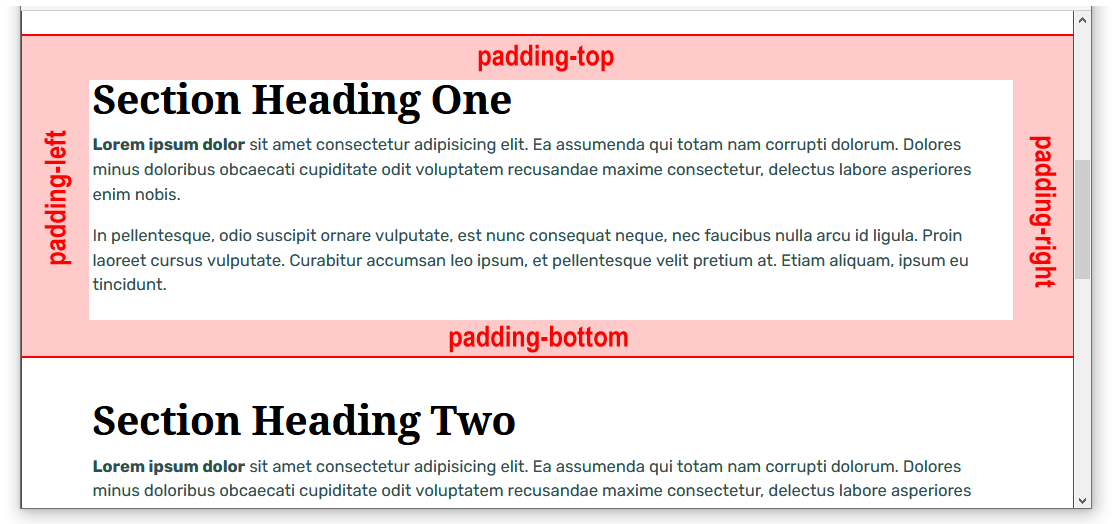 padding-top
Section Heading One
padding-left
Lorem ipsum dolor sit amet consectetur adipisicing elit. Ea assumenda qui totam nam corrupti dolorum. Dolores
minus doloribus obcaecati cupiditate odit voluptatem recusandae maxime consectetur, delectus labore asperiores
enim nobis.
In pellentesque, odio suscipit ornare vulputate, est nunc consequat neque, nec faucibus nulla arcu id ligula. Proin
laoreet cursus vulputate. Curabitur accumsan leo ipsum, et pellentesque velit pretium at. Etiam aliquam, ipsum eu
tincidunt.
padding-right
padding-bottom
Section Heading Two
Lorem ipsum dolor sit amet consectetur adipisicing elit. Ea assumenda qui totam nam corrupti dolorum. Dolores
minus doloribus obcaecati cupiditate odit voluptatem recusandae maxime consectetur, delectus labore asperiores